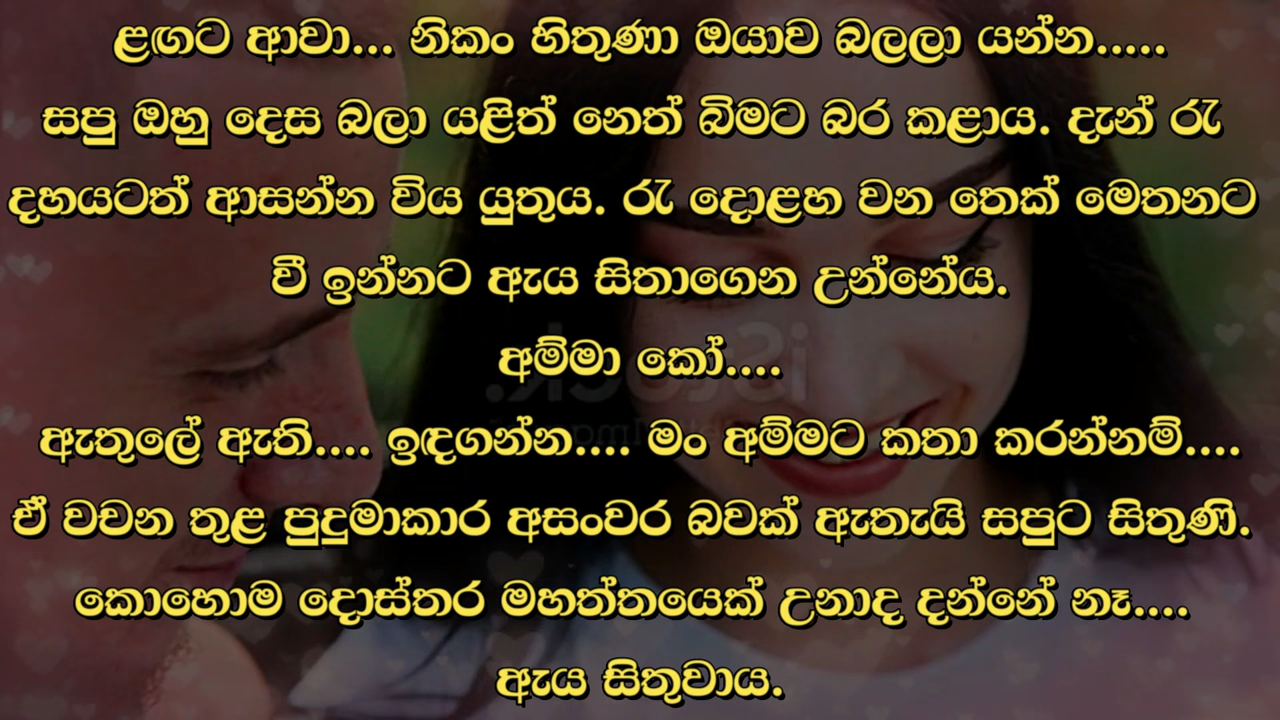 ළඟට ආවා... නිකං හිතුණා ඔයාව බලලා යන්න.....
සපු ඔහු දෙස බලා යළිත් නෙත් බිමට බර කළාය. දැන් රෑ
දහයටත් ආසන්න විය යුතුය. රෑ දොළහ වන තෙක් මෙතනට
වී ඉන්නට ඇය සිතාගෙන උන්නේය.
අම්මා කෝ....
ඇතුලේ ඇති.... ඉඳගන්න.... මං අම්මට කතා කරන්නම්....
ඒ වචන තුළ පුදුමාකාර අසංවර බවක් ඇතැයි සපුට සිතුණි.
කොහොම දොස්තර මහත්තයෙක් උනාද දන්නේ නෑ....
ඇය සිතුවාය.